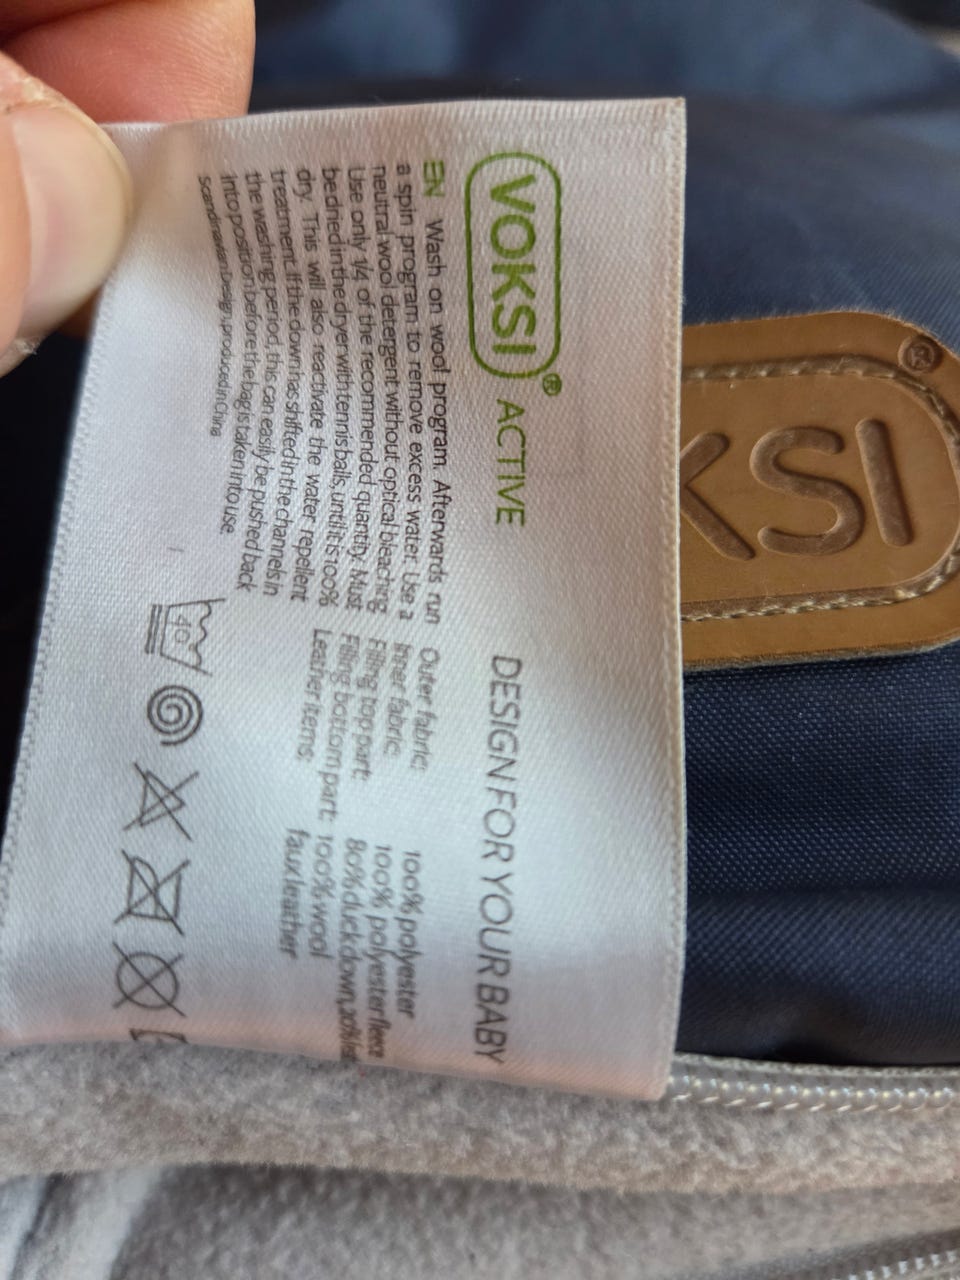 VOKSI® ACTIVE
DESIGN FOR YOUR BABY
EN Wash on wool program. Afterwards run
a spin program to remove excess water. Use a
neutral wool detergent without optical bleaching
Use only 1/4 of the recommended quantity. Must
be dried in the dryer with tennis balls, until it is 100%
dry. This will also reactivate the water repellent
treatment. If the down has shifted in the channels in
the washing period, this can easily be pushed back
into position before the bag is taken into use.
Scandinavian Design, produced in China
Outer fabric: 100% polyester
Inner fabric: 100% polyester fleece
Filling top part: 80% duck down, 20%
Filling bottom part: 100% wool
Leather items: faux leather
40
KSI®